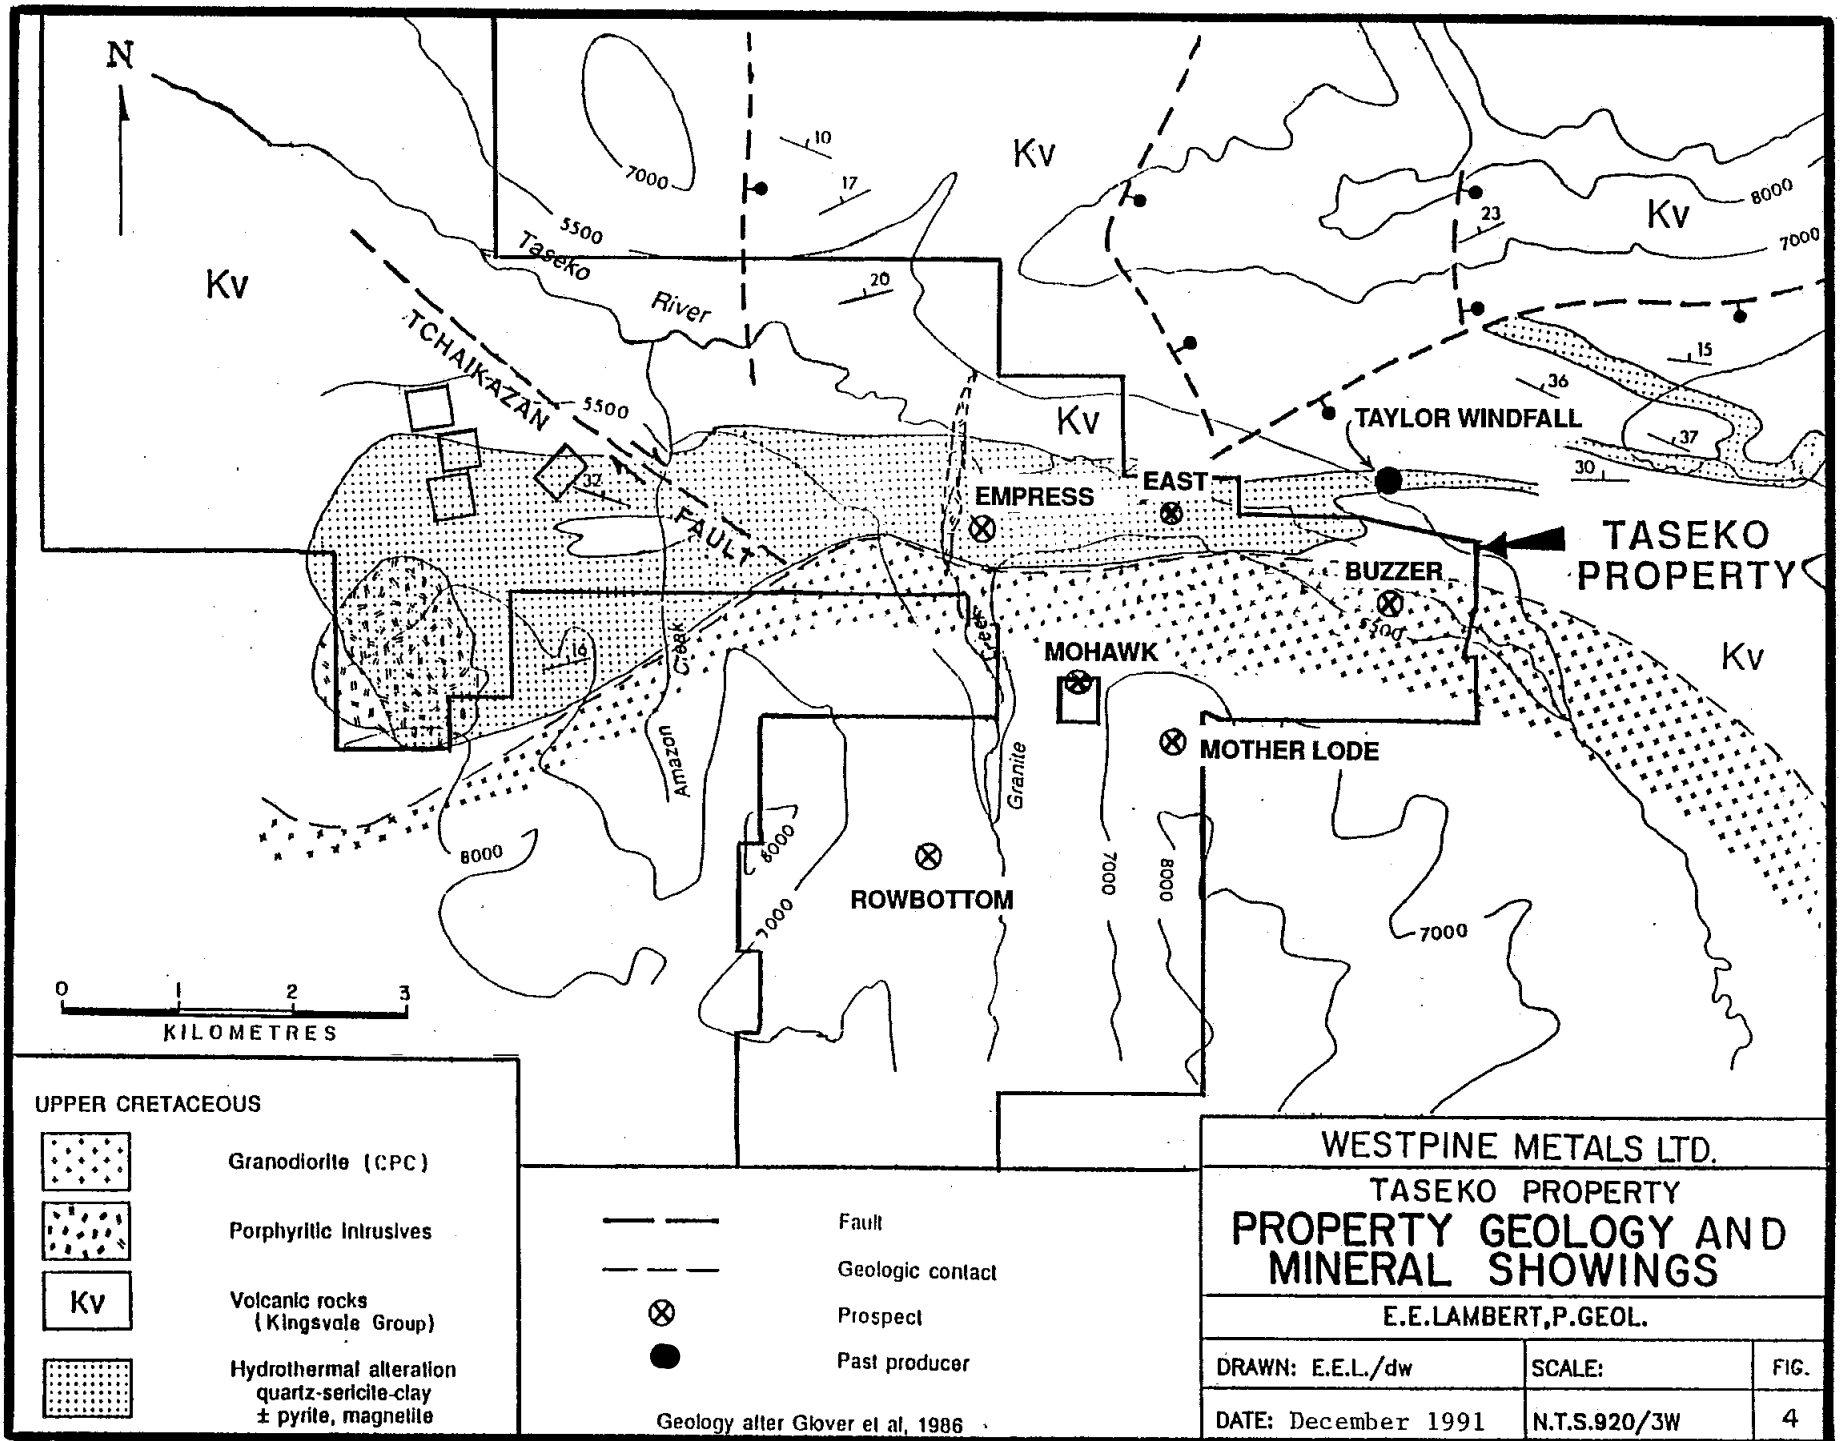 N
10
7000
17
Kv
8000
Kv
23
5500
7000
Taseko
Kv
20
River
TCHAIKAZAN
15
36
5500
Kv
TAYLOR WINDFALL
37
30
32
EMPRESS
EAST
FAULT
TASEKO
PROPERTY
BUZZER
5500
Creek
Creek
16
MOHAWK
Kv
Amazon
Granite
MOTHER LODE
8000
8000
7000
8000
ROWBOTTOM
7000
7000
0 1 2 3
KILOMETRES
UPPER CRETACEOUS
Granodiorite (CPC)
Porphyritic intrusives
Kv
Volcanic rocks
(Kingsvale Group)
Hydrothermal alteration
quartz-sericite-clay
± pyrite, magnetite
Fault
Geologic contact
Prospect
Past producer
Geology after Glover et al, 1986
WESTPINE METALS LTD.
TASEKO PROPERTY
PROPERTY GEOLOGY AND
MINERAL SHOWINGS
E.E.LAMBERT,P.GEOL.
DRAWN: E.E.L./dw
SCALE:
FIG.
DATE: December 1991
N.T.S.920/3W
4